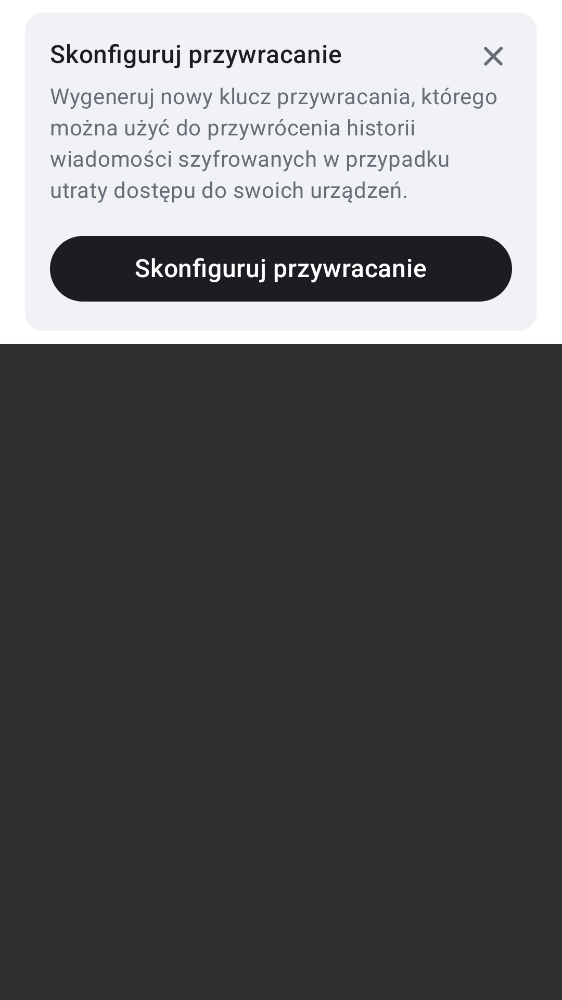 Skonfiguruj przywracanie
Wygeneruj nowy klucz przywracania, którego
można użyć do przywrócenia historii
wiadomości szyfrowanych w przypadku
utraty dostępu do swoich urządzeń.
Skonfiguruj przywracanie